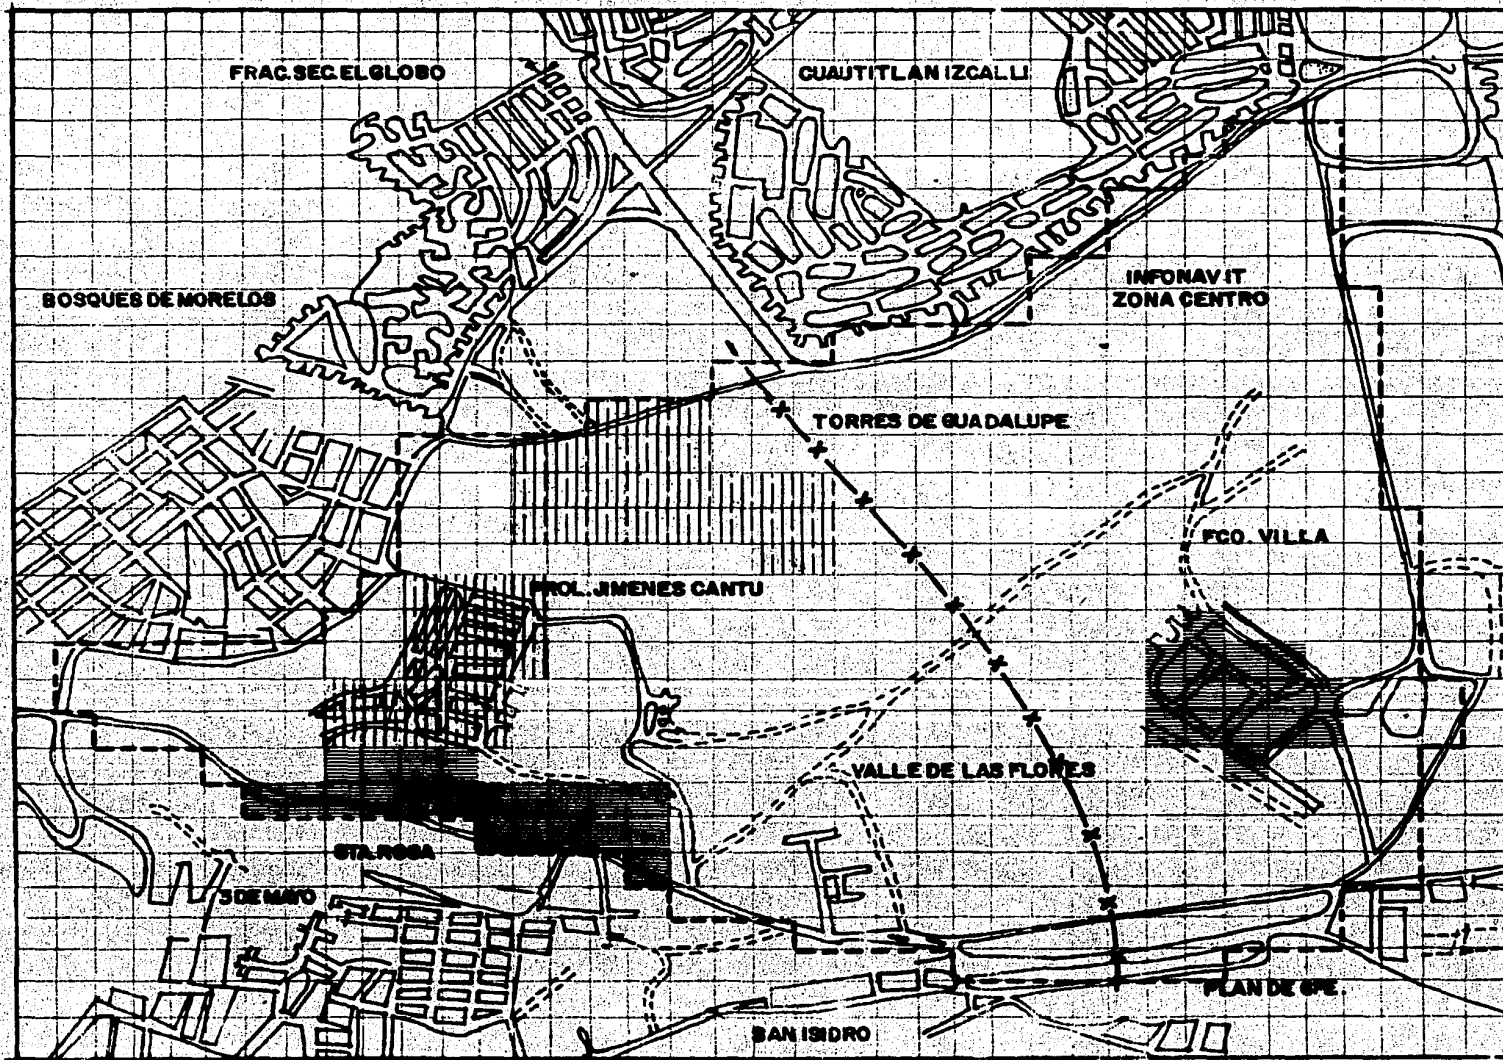 FRAC. SEC. EL GLOBO
CUAUTITLAN IZCALLI
BOSQUES DE MORELOS
INFONAVIT
ZONA CENTRO
TORRES DE GUADALUPE
FCO. VILLA
PROL. JIMENES CANTU
VALLE DE LAS FLORES
STA. ROSA
3 DE MAYO
PLAN DE GPE.
SAN ISIDRO